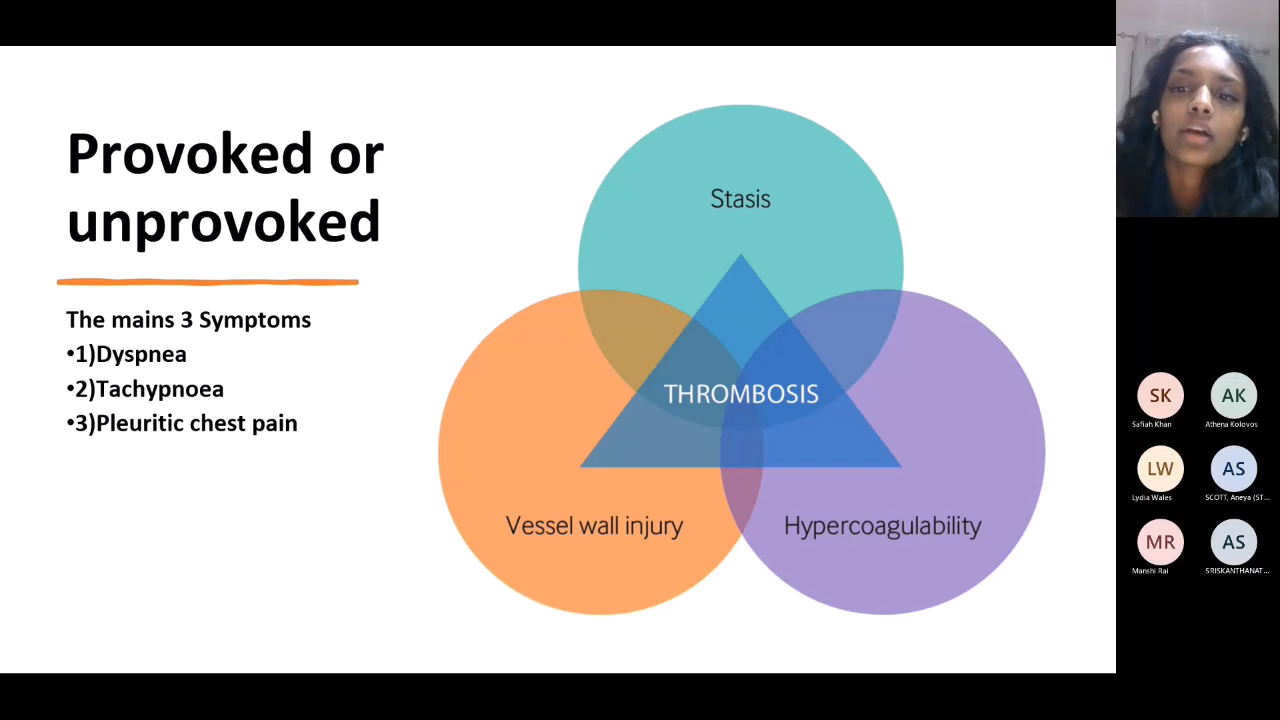 Provoked or
unprovoked
The mains 3 Symptoms
•1)Dyspnea
•2)Tachypnoea
•3)Pleuritic chest pain
Stasis
THROMBOSIS
Vessel wall injury
Hypercoagulability
SK
AK
Safiah Khan
Athena Kolovos
LW
AS
Lydia Wales
SCOTT, Aneya (ST...
MR
AS
Manshi Rai
SRISKANTHANAT...